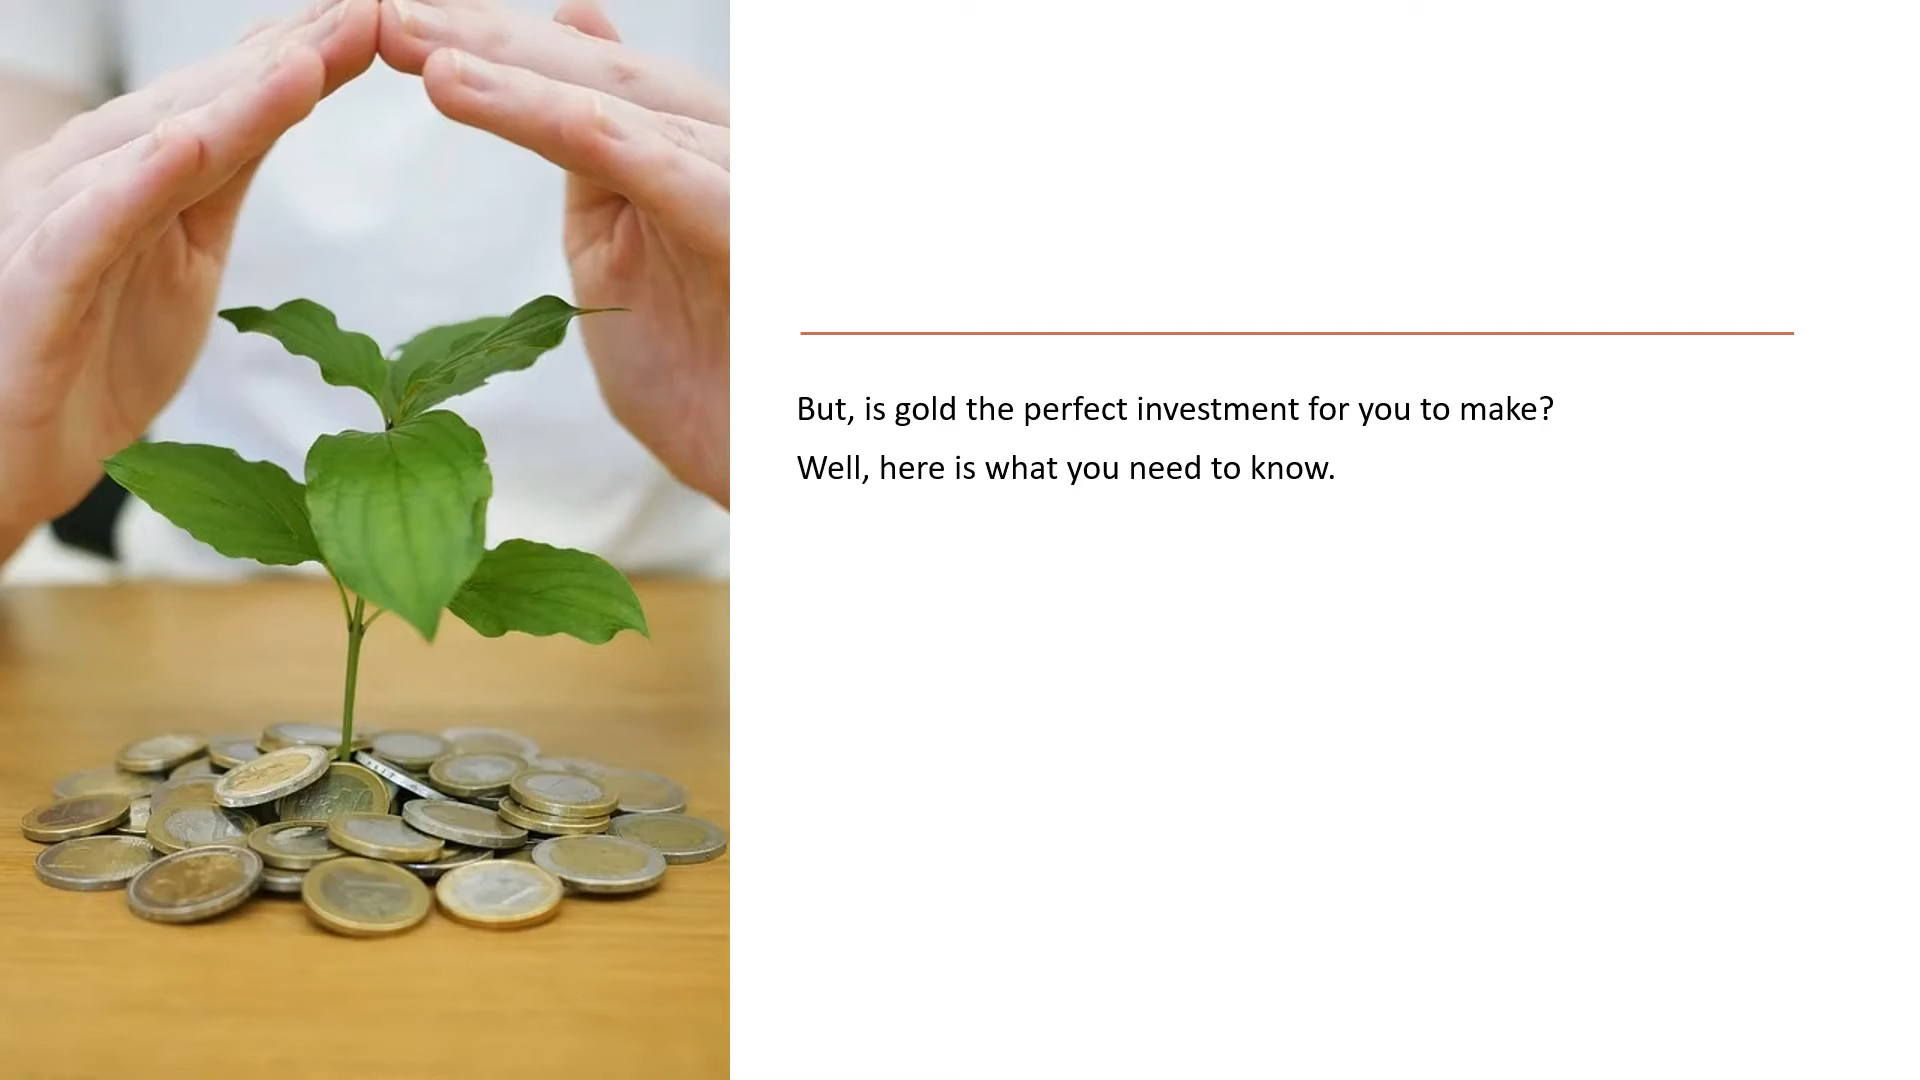 But, is gold the perfect investment for you to make?
Well, here is what you need to know.